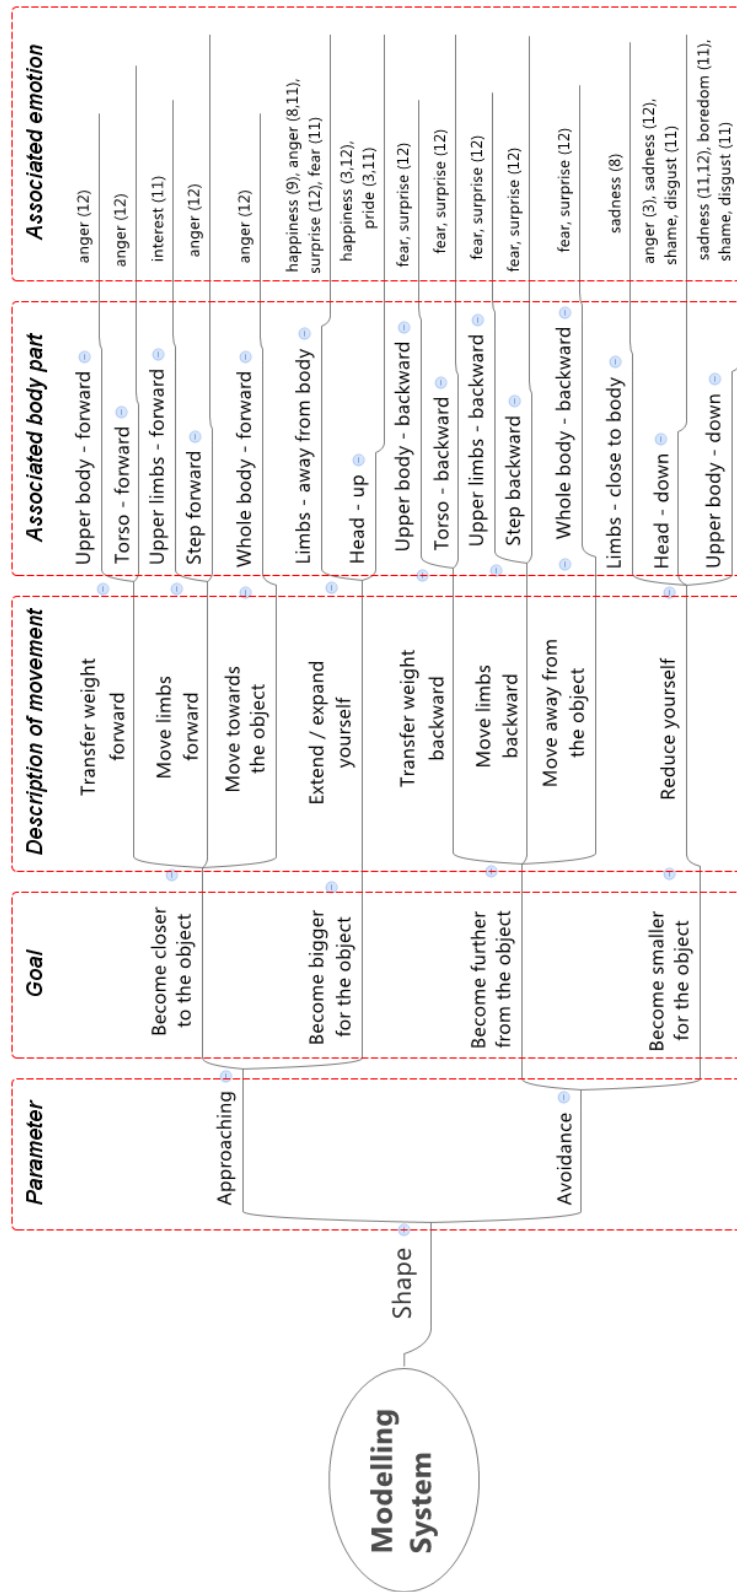 Modelling
System
Shape
Parameter
Approaching
Avoidance
Goal
Become closer
to the object
Become bigger
for the object
Become further
from the object
Become smaller
for the object
Description of movement
Transfer weight
forward
Move limbs
forward
Move towards
the object
Extend / expand
yourself
Transfer weight
backward
Move limbs
backward
Move away from
the object
Reduce yourself
Associated body part
Upper body - forward
Torso - forward
Upper limbs - forward
Step forward
Whole body - forward
Limbs - away from body
Head - up
Upper body - backward
Torso - backward
Upper limbs - backward
Step backward
Whole body - backward
Limbs - close to body
Head - down
Upper body - down
Associated emotion
anger (12)
anger (12)
interest (11)
anger (12)
anger (12)
happiness (9), anger (8,11),
surprise (12), fear (11)
happiness (3,12)
pride (3,11)
fear, surprise (12)
fear, surprise (12)
fear, surprise (12)
fear, surprise (12)
fear, surprise (12)
sadness (8)
anger (3), sadness (12),
shame, disgust (11)
sadness (11,12), boredom (11),
shame, disgust (11)